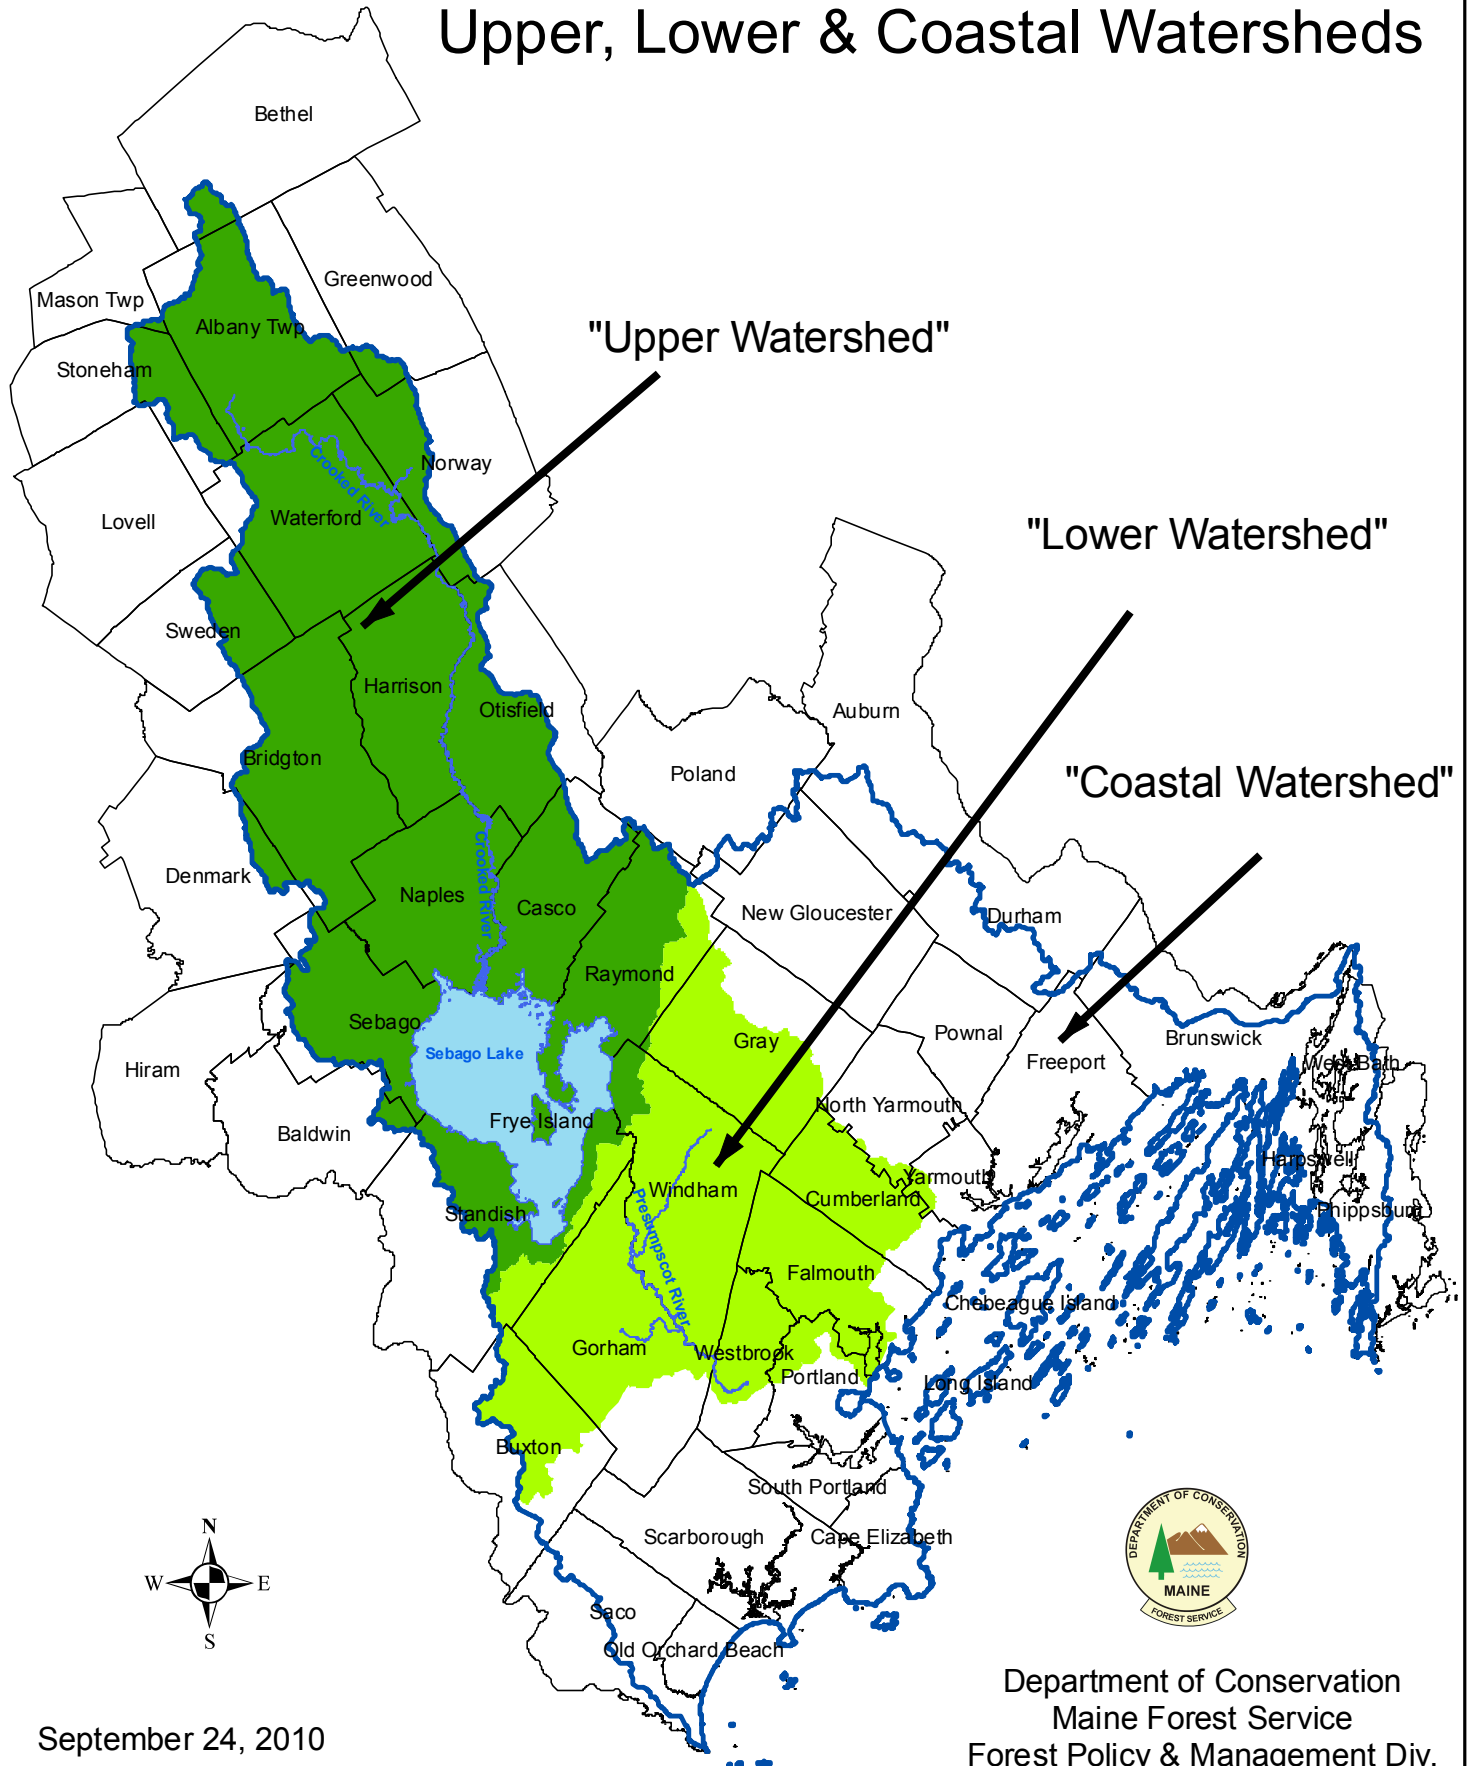 Upper, Lower & Coastal Watersheds
Bethel
Greenwood
Mason Twp
Albany Twp
"Upper Watershed"
Stoneham
Norway
Crooked River
Lovell
Waterford
"Lower Watershed"
Sweden
Harrison
Otisfield
Auburn
Bridgton
Poland
"Coastal Watershed"
Crooked River
Denmark
Naples
Casco
New Gloucester
Durham
Raymond
Sebago
Sebago Lake
Gray
Pownal
Brunswick
Freeport
West Bath
Hiram
North Yarmouth
Frye Island
Baldwin
Harpswell
Yarmouth
Windham
Cumberland
Standish
Phippsburg
Presumpscot River
Falmouth
Chebeague Island
Gorham
Westbrook
Portland
Long Island
Buxton
South Portland
Scarborough
Cape Elizabeth
Saco
Old Orchard Beach
N
W
E
S
DEPARTMENT OF CONSERVATION
MAINE
FOREST SERVICE
Department of Conservation
Maine Forest Service
Forest Policy & Management Div.
September 24, 2010